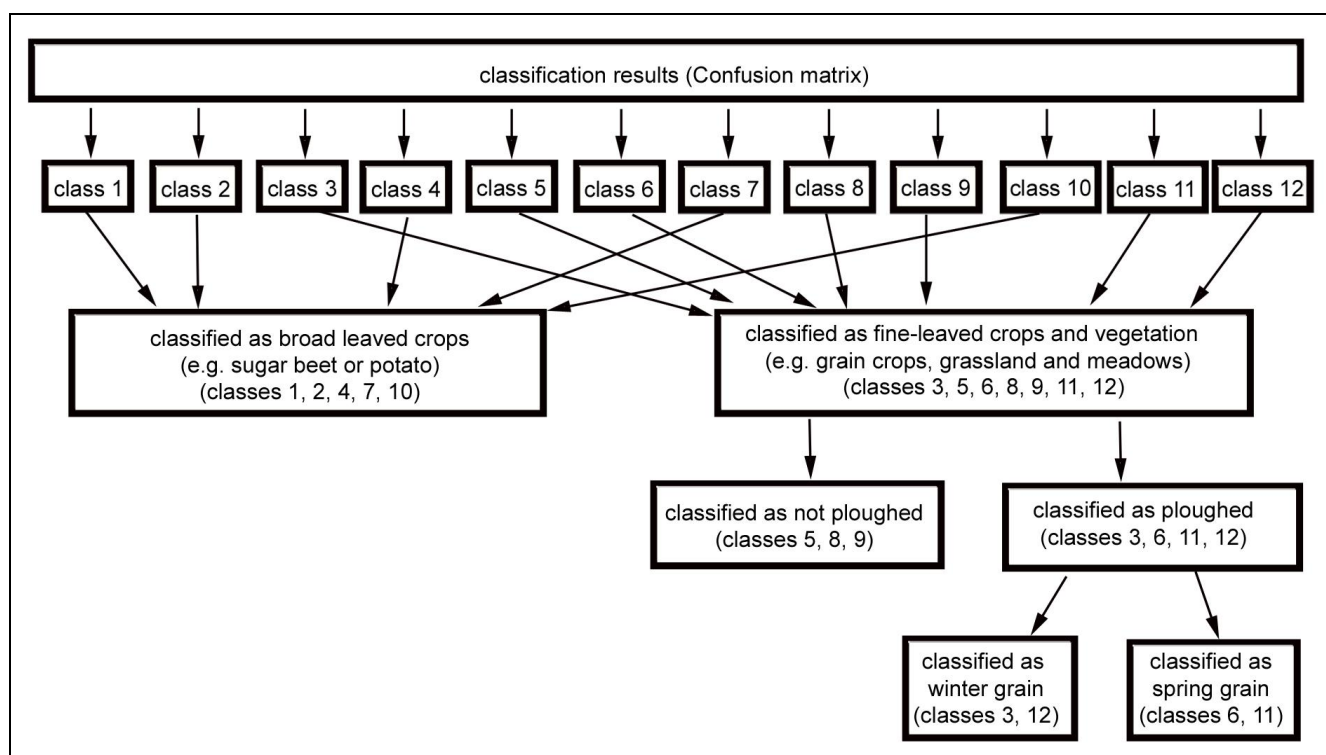 classification results (Confusion matrix)
class 1
class 2
class 3
class 4
class 5
class 6
class 7
class 8
class 9
class 10
class 11
class 12
classified as broad leaved crops
(e.g. sugar beet or potato)
(classes 1, 2, 4, 7, 10)
classified as fine-leaved crops and vegetation
(e.g. grain crops, grassland and meadows)
(classes 3, 5, 6, 8, 9, 11, 12)
classified as not ploughed
(classes 5, 8, 9)
classified as ploughed
(classes 3, 6, 11, 12)
classified as
winter grain
(classes 3, 12)
classified as
spring grain
(classes 6, 11)